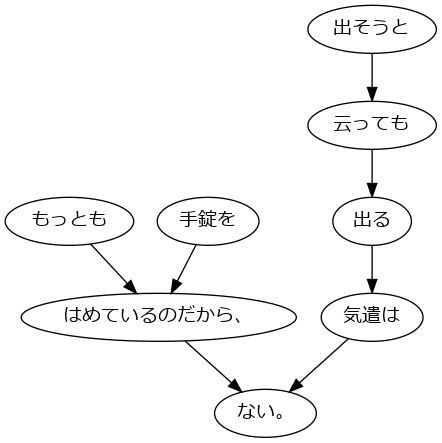 出そうと
云っても
もっとも
手錠を
出る
はめているのだから、
気遣は
ない。